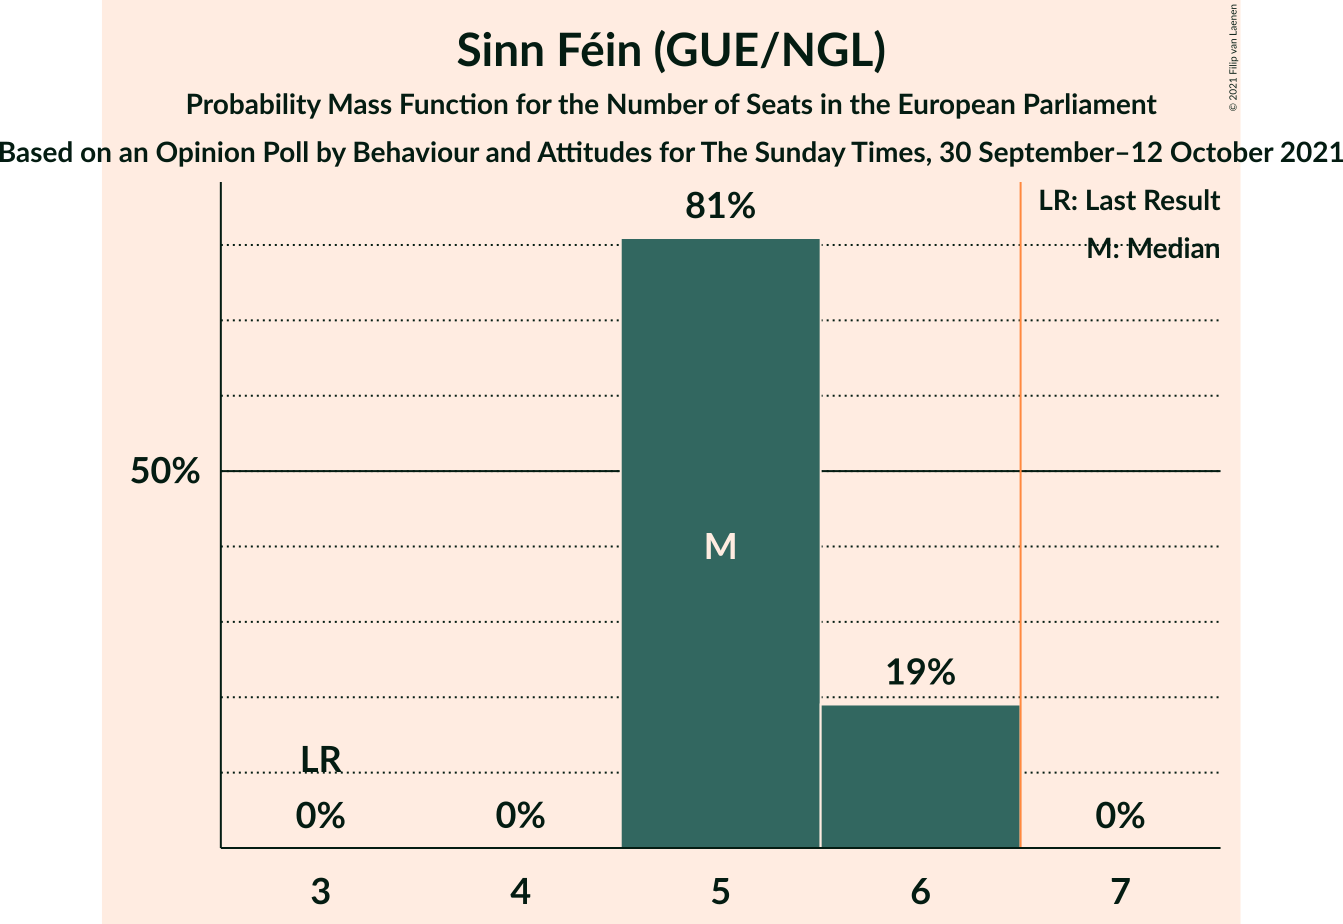 Sinn Féin (GUE/NGL)
Probability Mass Function for the Number of Seats in the European Parliament
Based on an Opinion Poll by Behaviour and Attitudes for The Sunday Times, 30 September–12 October 2021
© 2021 Filip van Laenen
LR: Last Result
M: Median
81%
50%
M
19%
LR
0%
0%
0%
3
4
5
6
7